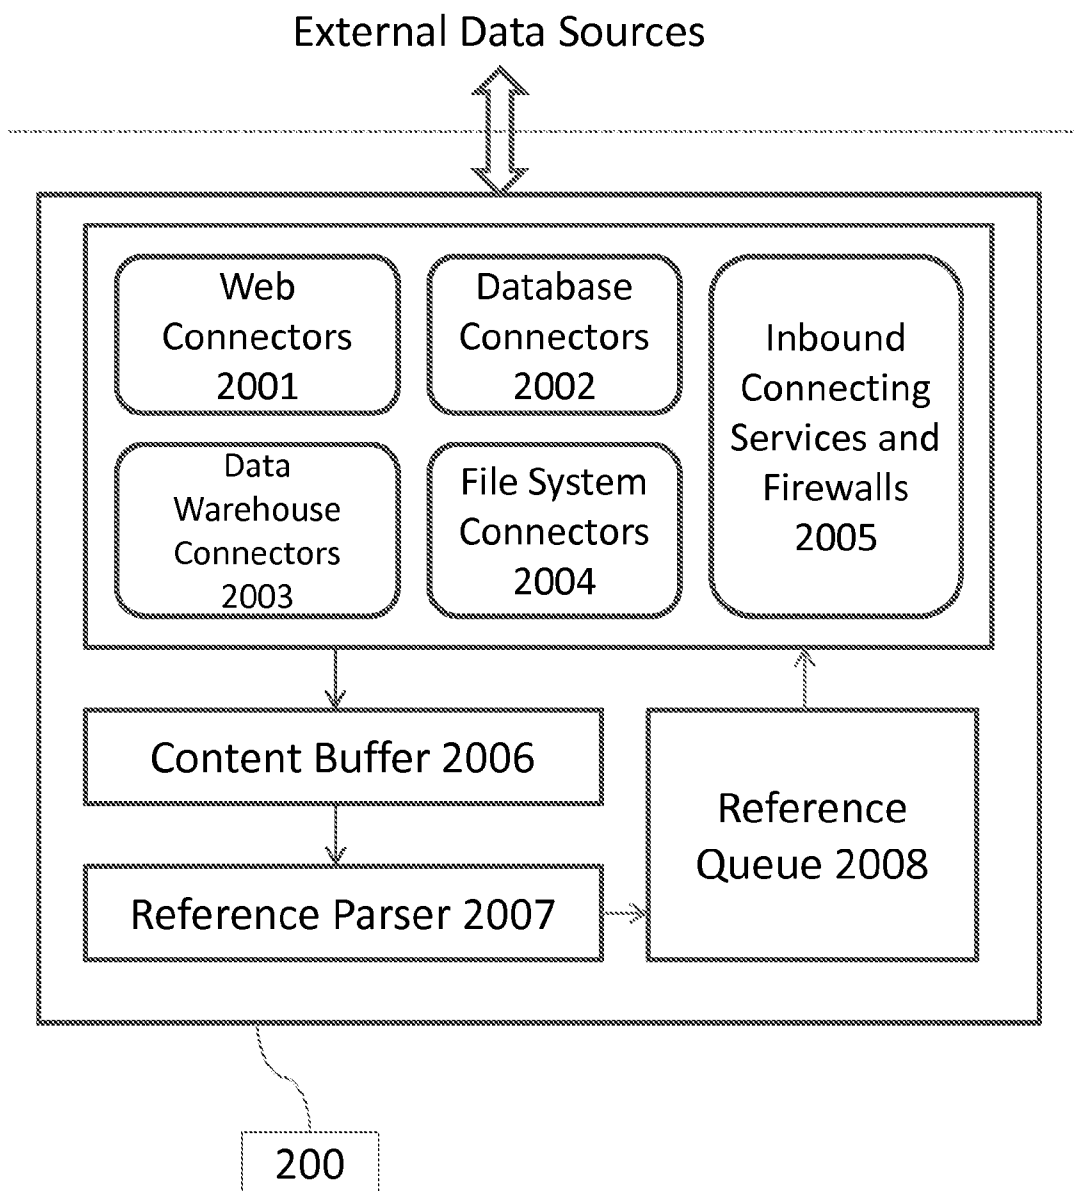 External Data Sources
Web
Connectors
2001
Database
Connectors
2002
Inbound
Connecting
Services and
Firewalls
2005
Data
Warehouse
Connectors
2003
File System
Connectors
2004
Content Buffer 2006
Reference Parser 2007
Reference
Queue 2008
200